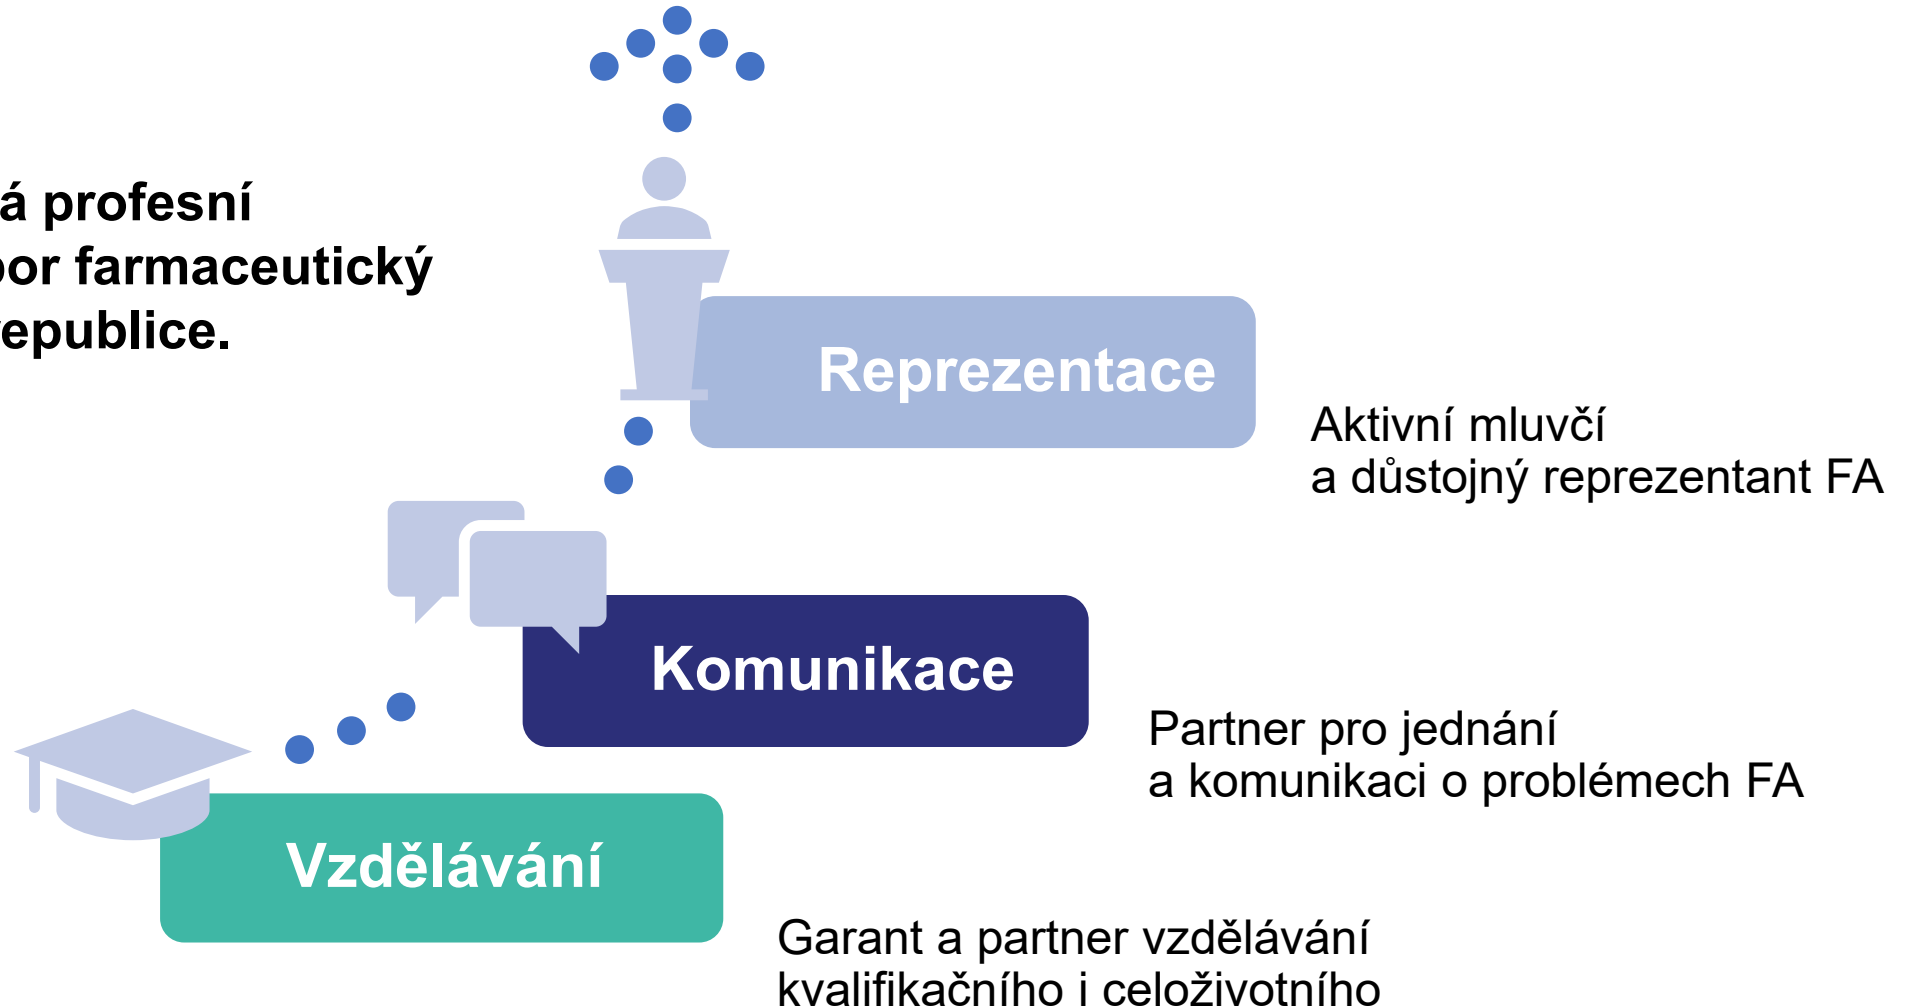 á profesní
or farmaceutický
epublice.
Reprezentace
Aktivní mluvčí
a důstojný reprezentant FA
Komunikace
Partner pro jednání
a komunikaci o problémech FA
Vzdělávání
Garant a partner vzdělávání
kvalifikačního i celoživotního